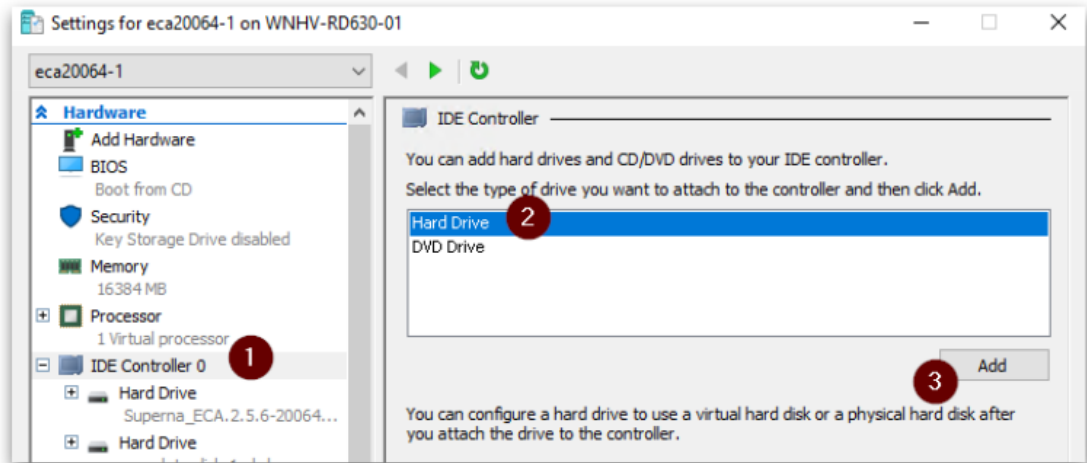 Settings for eca20064-1 on WNHV-RD630-01
eca20064-1
Hardware
Add Hardware
BIOS
Boot from CD
Security
Key Storage Drive disabled
Memory
16384 MB
Processor
1 Virtual processor
IDE Controller 0
1
Hard Drive
Superna_ECA.2.5.6-20064...
Hard Drive
IDE Controller
You can add hard drives and CD/DVD drives to your IDE controller.
Select the type of drive you want to attach to the controller and then click Add.
Hard Drive
2
DVD Drive
Add
3
You can configure a hard drive to use a virtual hard disk or a physical hard disk after
you attach the drive to the controller.